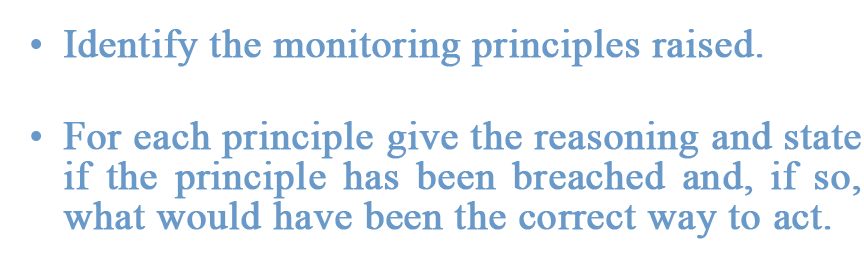 • Identify the monitoring principles raised.
• For each principle give the reasoning and state
if the principle has been breached and, if so,
what would have been the correct way to act.